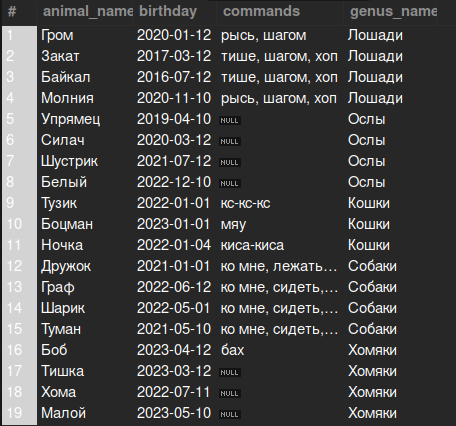 # animal_name birthday commands genus_name
1 Гром 2020-01-12 рысь, шагом Лошади
2 Закат 2017-03-12 тише, шагом, хоп Лошади
3 Байкал 2016-07-12 тише, шагом, хоп Лошади
4 Молния 2020-11-10 рысь, шагом, хоп Лошади
5 Упрямец 2019-04-10 NULL Ослы
6 Силач 2020-03-12 NULL Ослы
7 Шустрик 2021-07-12 NULL Ослы
8 Белый 2022-12-10 NULL Ослы
9 Тузик 2022-01-01 кс-кс-кс Кошки
10 Боцман 2023-01-01 мяу Кошки
11 Ночка 2022-01-04 киса-киса Кошки
12 Дружок 2021-01-01 ко мне, лежать… Собаки
13 Граф 2022-06-12 ко мне, сидеть,… Собаки
14 Шарик 2022-05-01 ко мне, сидеть,… Собаки
15 Туман 2021-05-10 ко мне, сидеть,… Собаки
16 Боб 2023-04-12 бах Хомяки
17 Тишка 2023-03-12 NULL Хомяки
18 Хома 2022-07-11 NULL Хомяки
19 Малой 2023-05-10 NULL Хомяки